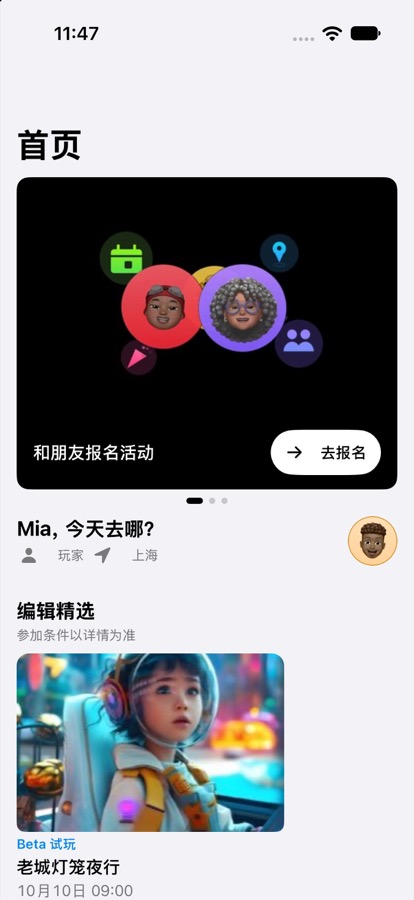 11:47
首页
和朋友报名活动
去报名
Mia, 今天去哪?
玩家 上海
编辑精选
参加条件以详情为准
Beta 试玩
老城灯笼夜行
10月10日 09:00